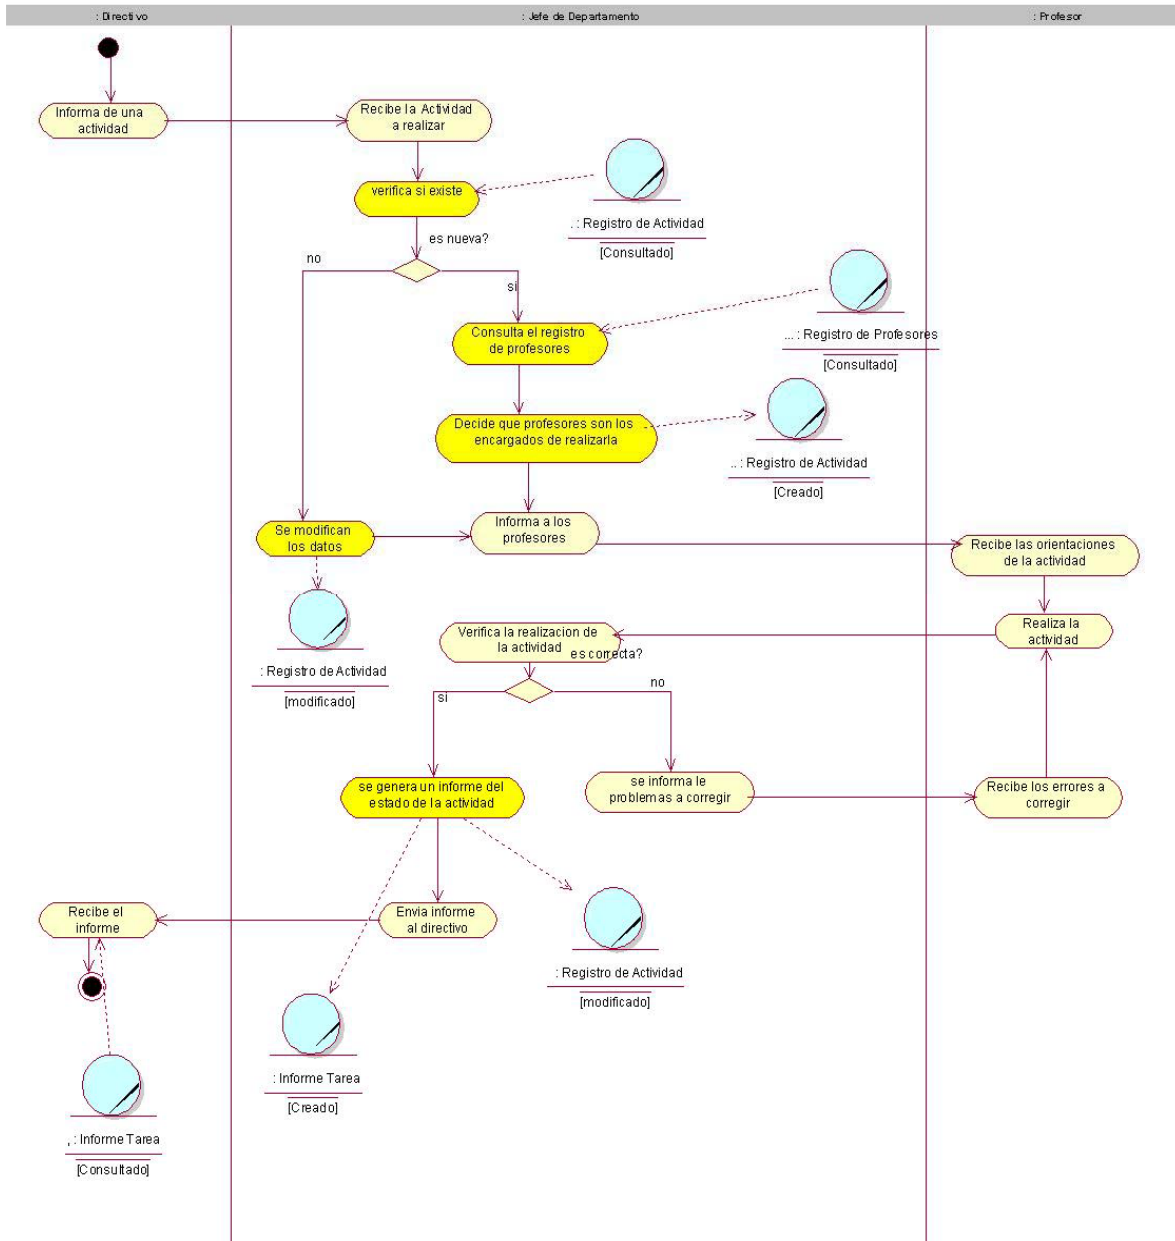 : Directivo
: Jefe de Departamento
: Profesor
Informa de una
actividad
Recibe la Actividad
a realizar
verifica si existe
. : Registro de Actividad
[Consultado]
es nueva?
no
si
Consulta el registro
de profesores
... : Registro de Profesores
[Consultado]
Decide que profesores son los
encargados de realizarla
.. : Registro de Actividad
[Creado]
Se modifican
los datos
Informa a los
profesores
Recibe las orientaciones
de la actividad
: Registro de Actividad
[modificado]
Verifica la realizacion de
la actividad
es correcta?
Realiza la
actividad
si
no
se genera un informe del
estado de la actividad
se informa le
problemas a corregir
Recibe los errores a
corregir
Recibe el
informe
Envia informe
al directivo
: Registro de Actividad
[modificado]
: Informe Tarea
[Creado]
, : Informe Tarea
[Consultado]